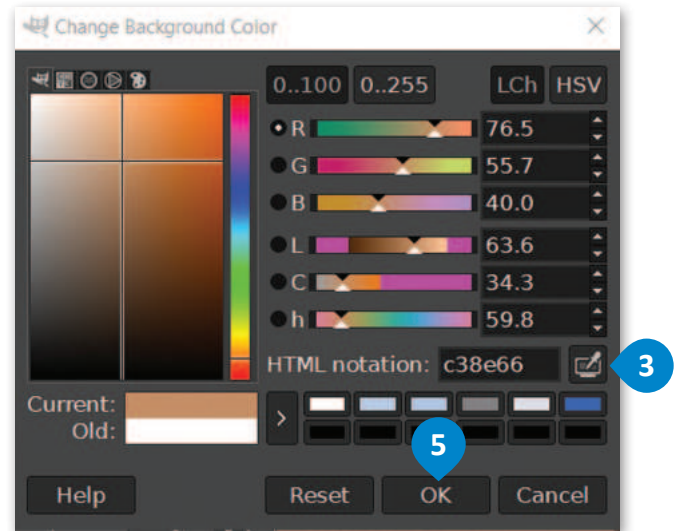 Change Background Color
0..100 0..255 LCh HSV
R 76.5
G 55.7
B 40.0
L 63.6
C 34.3
h 59.8
HTML notation: c38e66
3
Current:
Old:
>
5
Help Reset OK Cancel